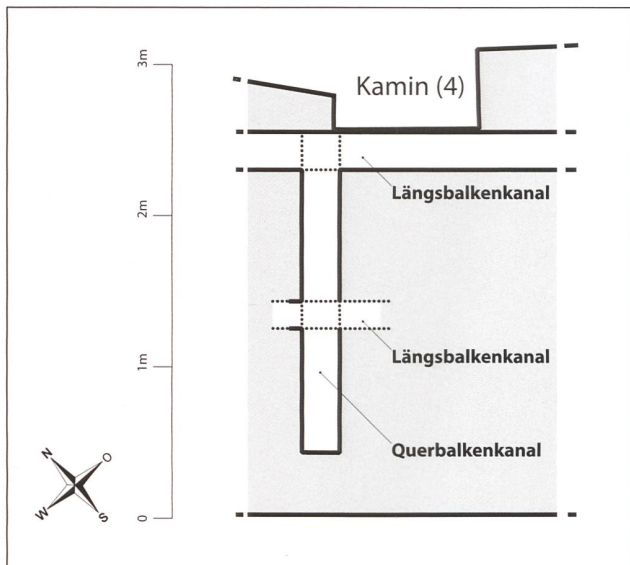 3m
Kamin (4)
Längsbalkenkanal
2m
Längsbalkenkanal
1m
Querbalkenkanal
N
O
W
S
0